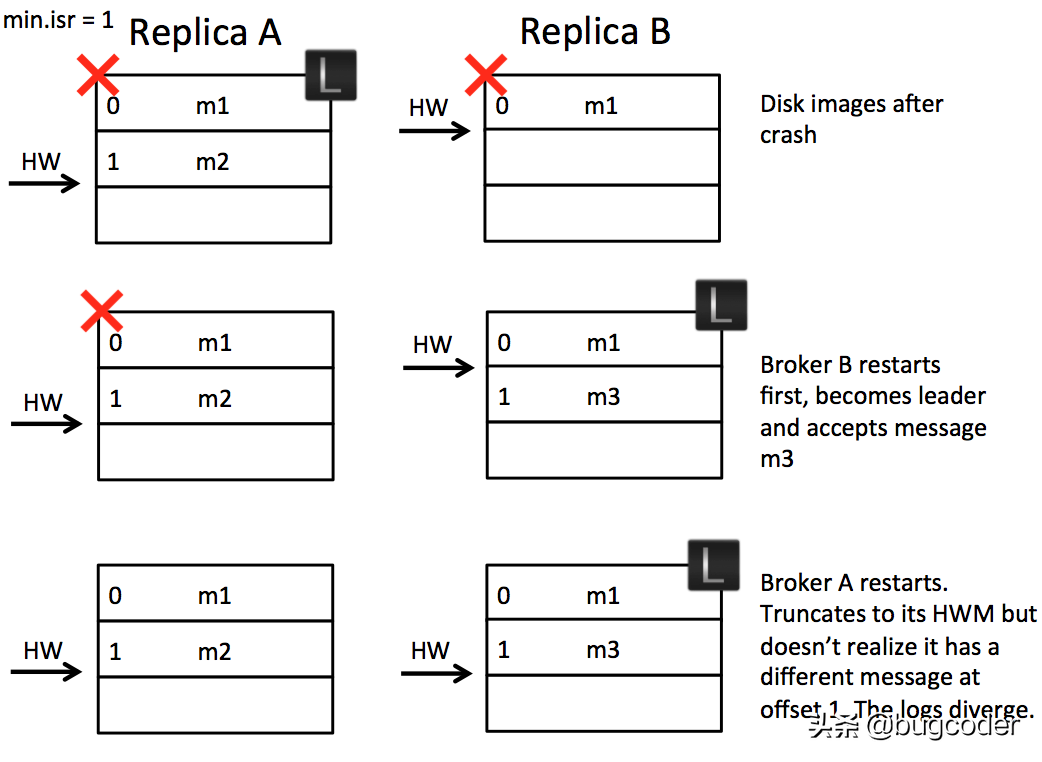 min.isr = 1
Replica A
Replica B
L
0 m1
HW
0 m1
Disk images after
crash
HW
1 m2
L
0 m1
HW
0 m1
Broker B restarts
first, becomes leader
and accepts message
m3
HW
1 m2
1 m3
L
0 m1
0 m1
Broker A restarts.
Truncates to its HWM but
doesn’t realize it has a
different message at
offset 1. The logs diverge.
HW
1 m2
HW
1 m3
头条 @bugcoder